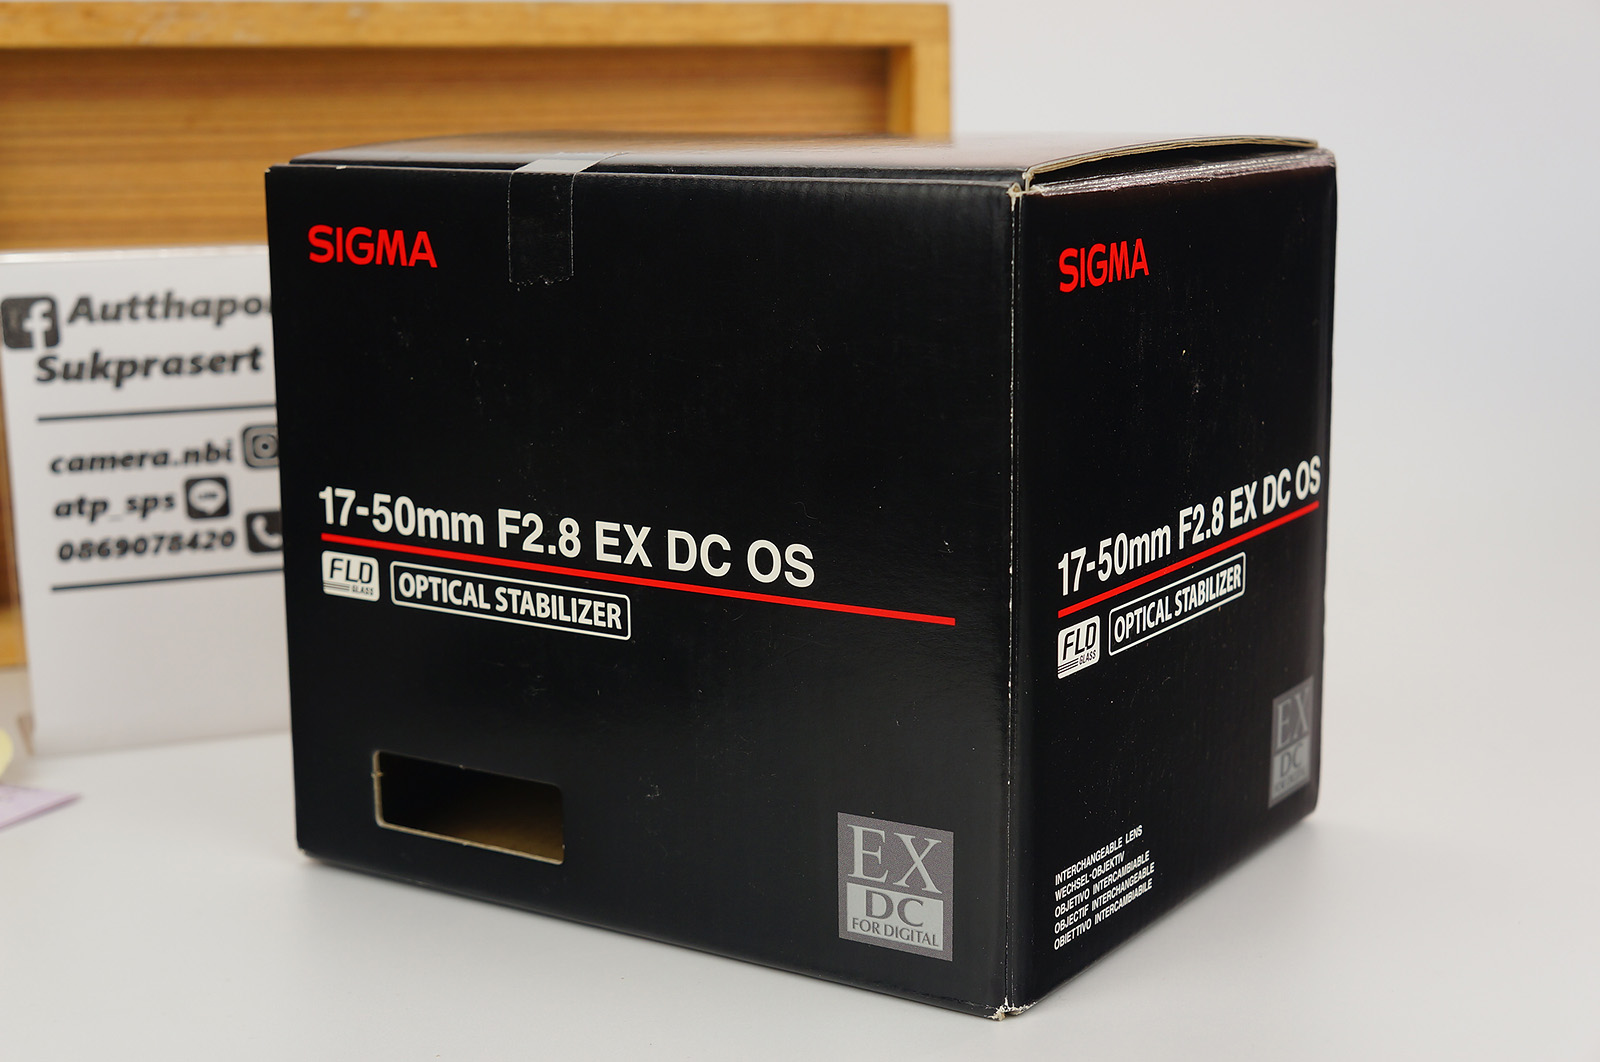 Sukprasert
camera.nbi
atp_sps
0869078420
SIGMA
17-50mm F2.8 EX DC OS
FLD
GLASS
OPTICAL STABILIZER
EX
DC
FOR DIGITAL
SIGMA
17-50mm F2.8 EX DC OS
FLD
GLASS
OPTICAL STABILIZER
EX
DC
FOR DIGITAL
INTERCHANGEABLE LENS
WECHSEL-OBJEKTIV
OBJETIVO INTERCAMBIABLE
OBJECTIF INTERCHANGEABLE
OBIETTIVO INTERCAMBIABILE